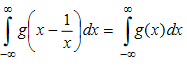 ∫_{-∞}^{∞} g(x - 1/x) dx = ∫_{-∞}^{∞} g(x) dx